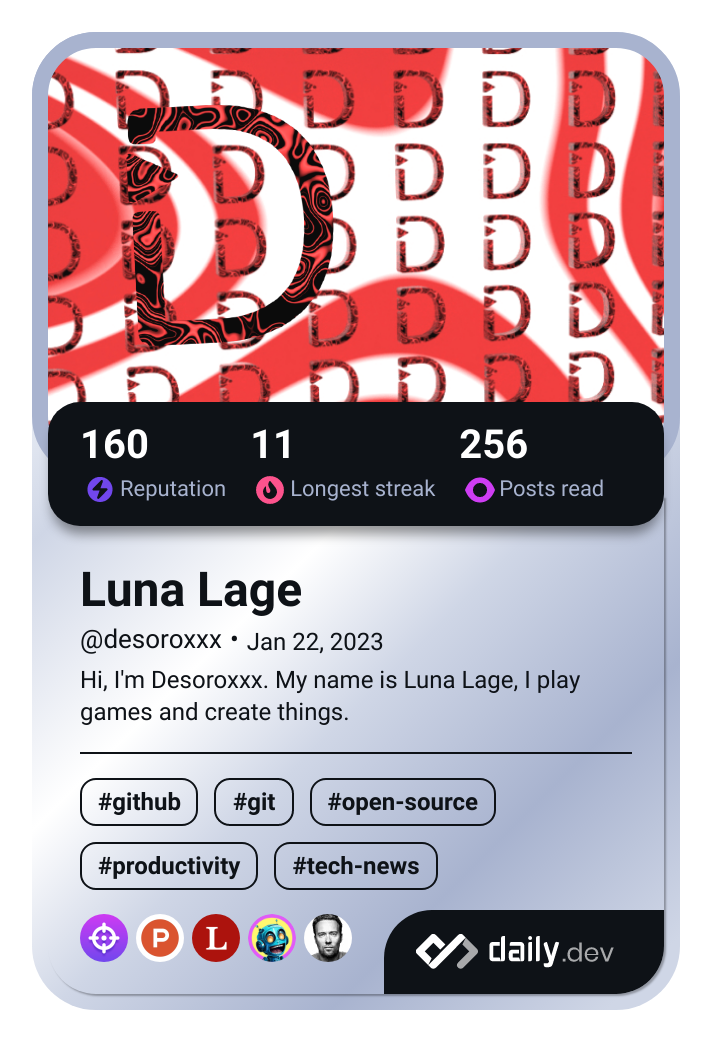 D
160 11 256
Reputation Longest streak Posts read
Luna Lage
@desoroxxx • Jan 22, 2023
Hi, I'm Desoroxxx. My name is Luna Lage, I play
games and create things.
#github #git #open-source
#productivity #tech-news
P L daily.dev